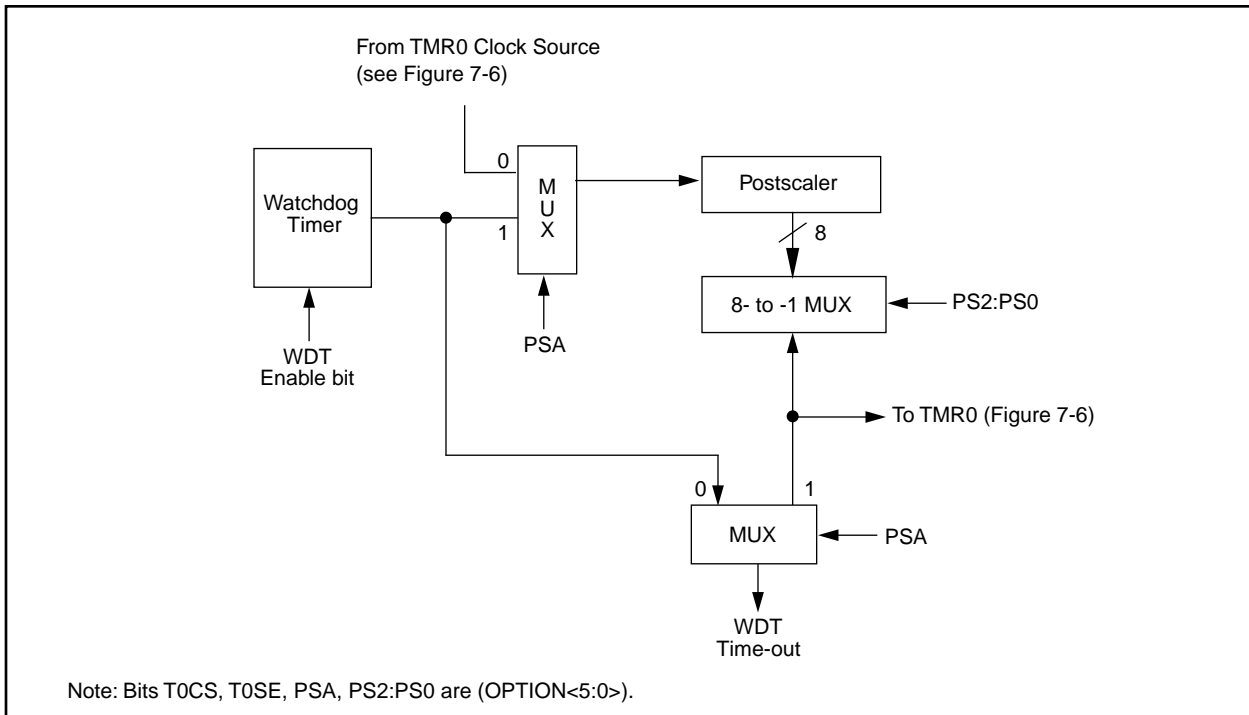 From TMR0 Clock Source
(see Figure 7-6)
0
M
U
X
Postscaler
Watchdog
Timer
1
8
8- to -1 MUX
PS2:PS0
PSA
WDT
Enable bit
To TMR0 (Figure 7-6)
0
1
MUX
PSA
WDT
Time-out
Note: Bits T0CS, T0SE, PSA, PS2:PS0 are (OPTION<5:0>).